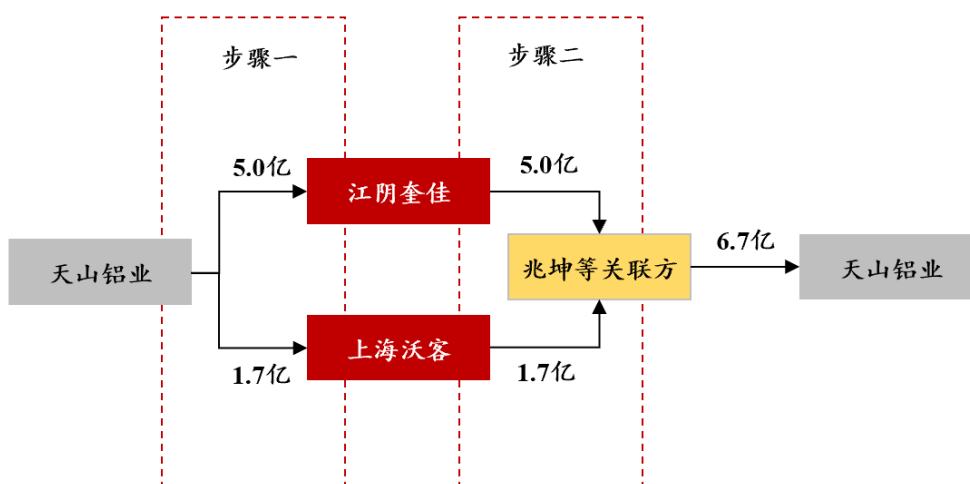 步骤一
步骤二
5.0亿
5.0亿
江阴奎佳
天山铝业
兆坤等关联方
6.7亿
天山铝业
上海沃客
1.7亿
1.7亿